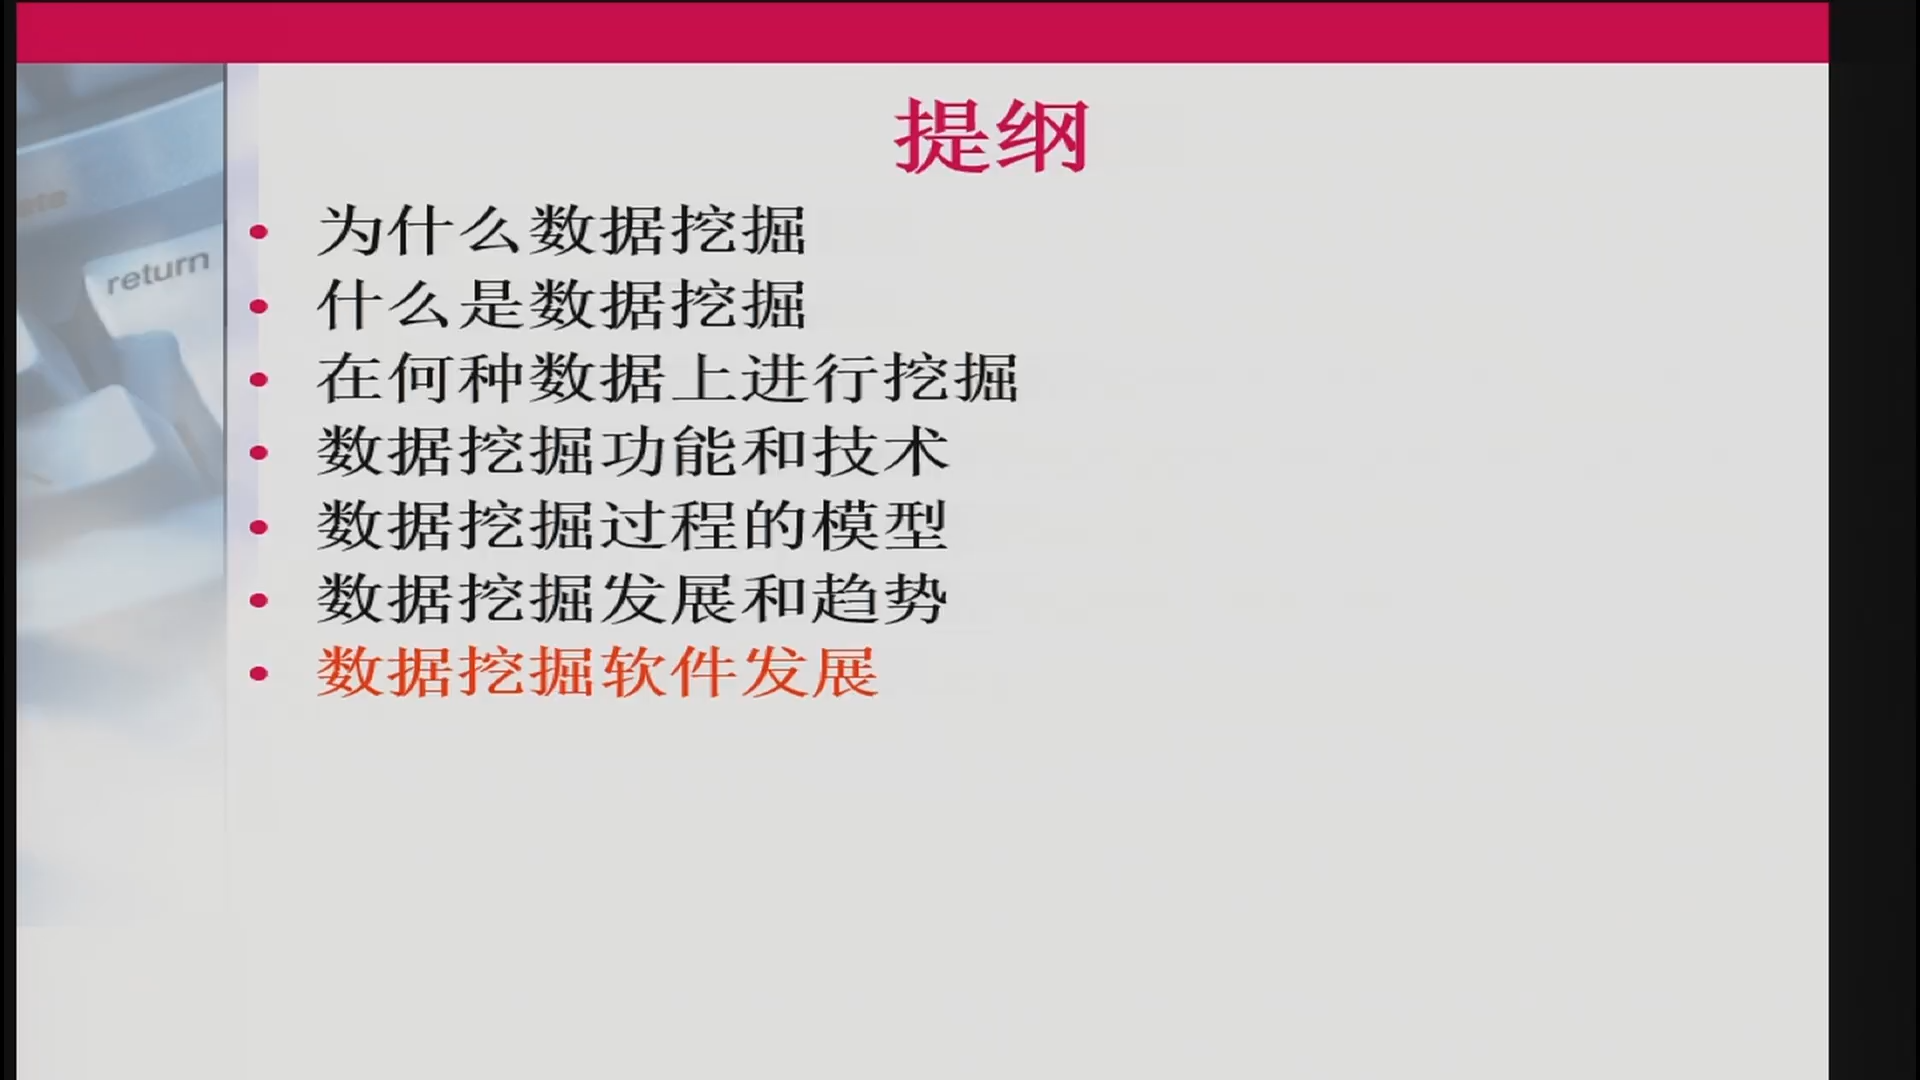 提纲
为什么数据挖掘
什么是数据挖掘
在何种数据上进行挖掘
数据挖掘功能和技术
数据挖掘过程的模型
数据挖掘发展和趋势
数据挖掘软件发展
return